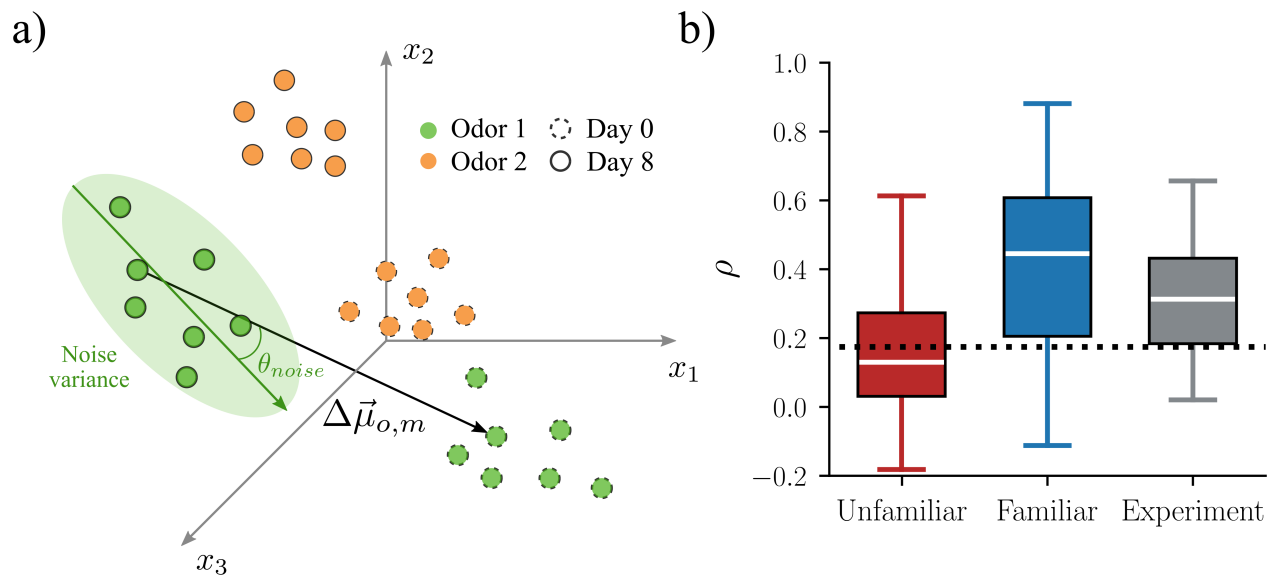 a)
x₂
Odor 1
Day 0
Odor 2
Day 8
Noise
variance
θₙₒᵢₛₑ
Δμ⃗ₒ,ₘ
x₁
x₃
b)
ρ
1.0
0.8
0.6
0.4
0.2
0.0
−0.2
Unfamiliar
Familiar
Experiment